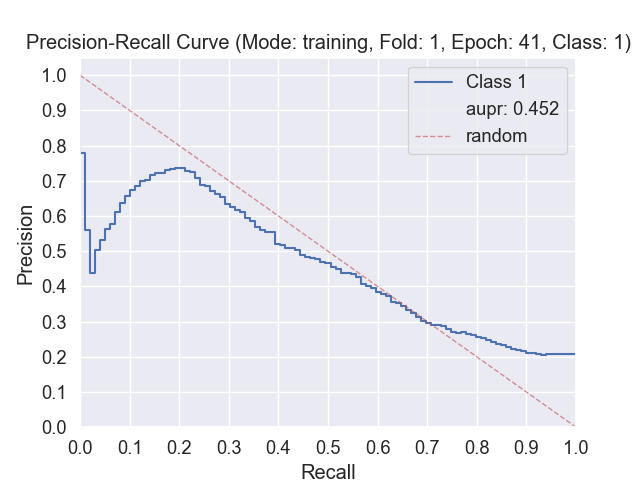 Precision-Recall Curve (Mode: training, Fold: 1, Epoch: 41, Class: 1)
Class 1
aupr: 0.452
random
1.0
0.9
0.8
0.7
0.6
0.5
0.4
0.3
0.2
0.1
0.0
Precision
0.0 0.1 0.2 0.3 0.4 0.5 0.6 0.7 0.8 0.9 1.0
Recall